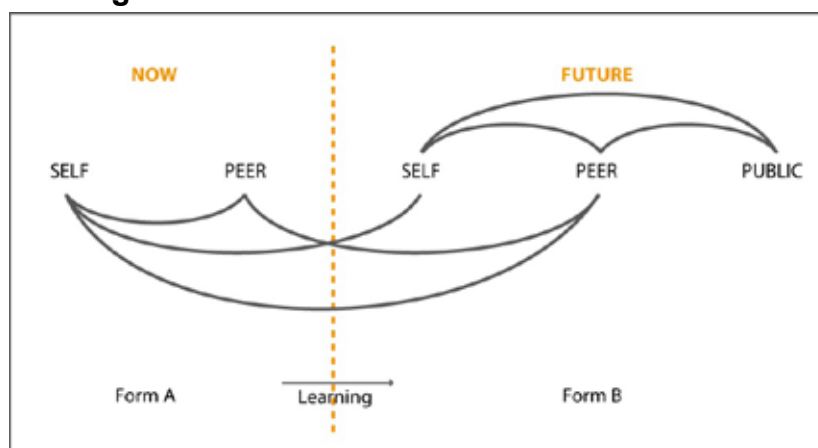 NOW FUTURE
SELF PEER SELF PEER PUBLIC
Form A Learning Form B